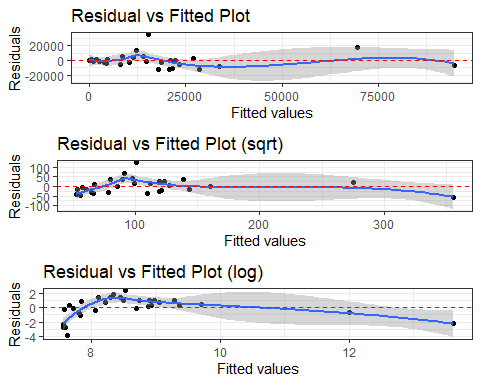 Residual vs Fitted Plot
Residuals
20000
0
-20000
0
25000
50000
75000
Fitted values
Residual vs Fitted Plot (sqrt)
Residuals
100
50
0
-50
-100
100
200
300
Fitted values
Residual vs Fitted Plot (log)
Residuals
2
0
-2
-4
8
10
12
Fitted values